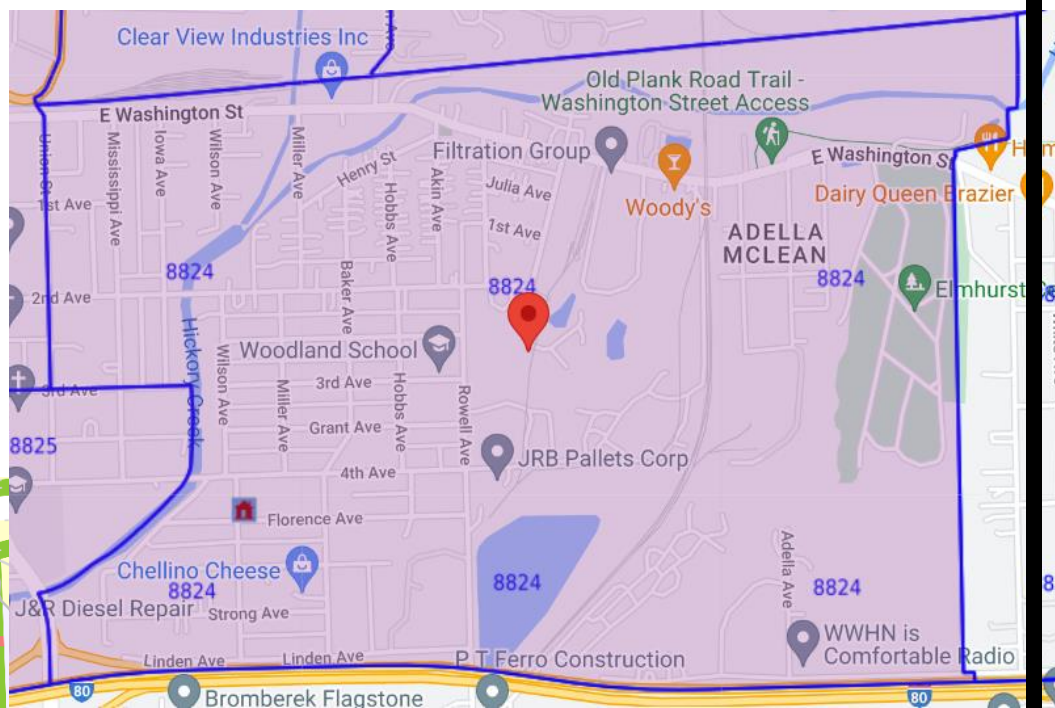 Clear View Industries Inc
Old Plank Road Trail -
Washington Street Access
E Washington St
Union St
Mississippi Ave
Iowa Ave
Wilson Ave
Miller Ave
Henry St
Hobbs Ave
Akin Ave
Filtration Group
Julia Ave
1st Ave
Woody's
E Washington St
Dairy Queen Brazier
1st Ave
ADELLA
MCLEAN
8824
8824
8824
2nd Ave
Baker Ave
Hickory Creek
Woodland School
3rd Ave
3rd Ave
Wilson Ave
Miller Ave
Hobbs Ave
Rowell Ave
Grant Ave
8825
4th Ave
JRB Pallets Corp
Florence Ave
Chellino Cheese
8824
8824
8824
Adella Ave
J&R Diesel Repair
Strong Ave
WWHN is
Comfortable Radio
Linden Ave
Linden Ave
P T Ferro Construction
80
80
Bromberek Flagstone